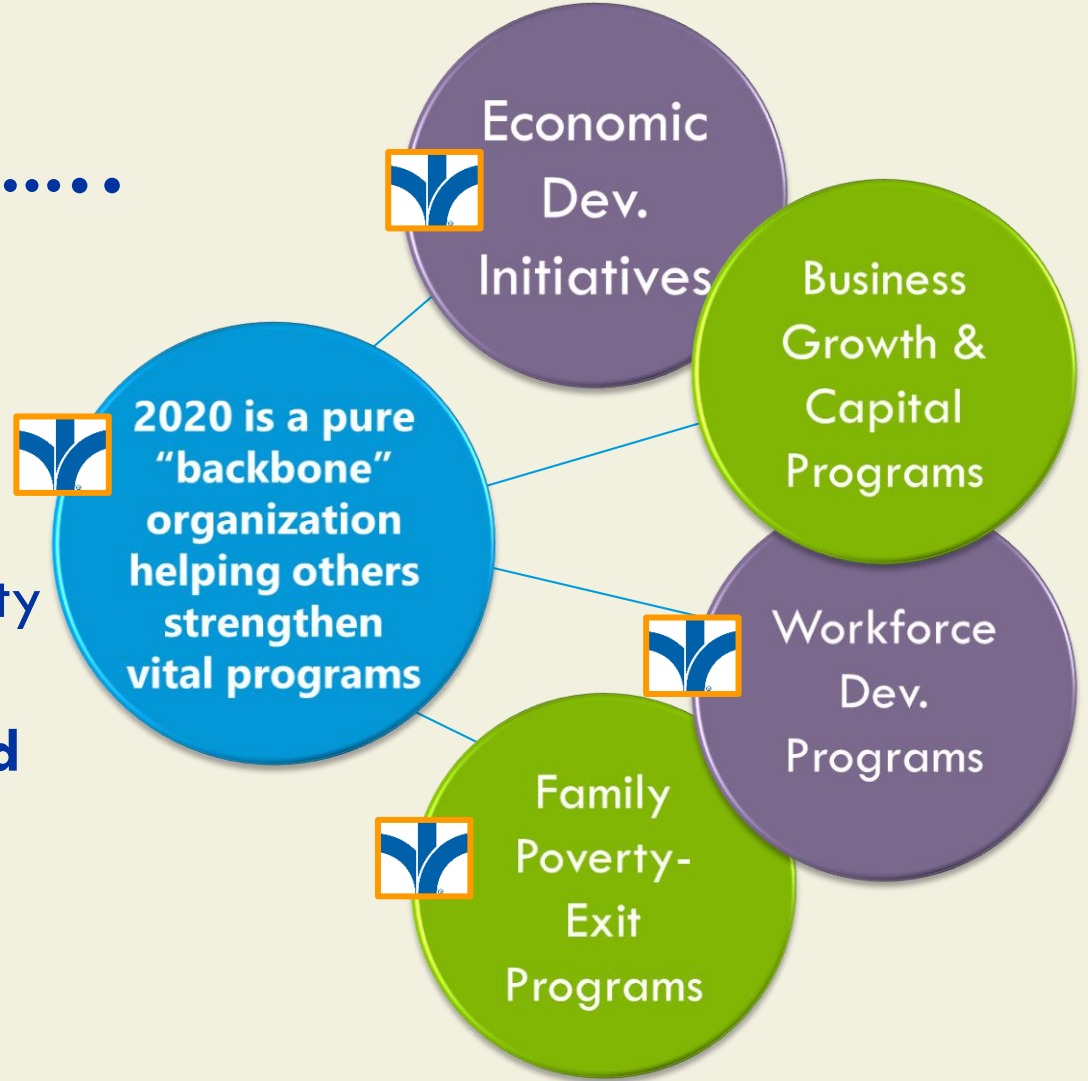 Economic
Dev.
Initiatives
Business
Growth &
Capital
Programs
2020 is a pure
“backbone”
organization
helping others
strengthen
vital programs
ty
d
Workforce
Dev.
Programs
Family
Poverty-
Exit
Programs